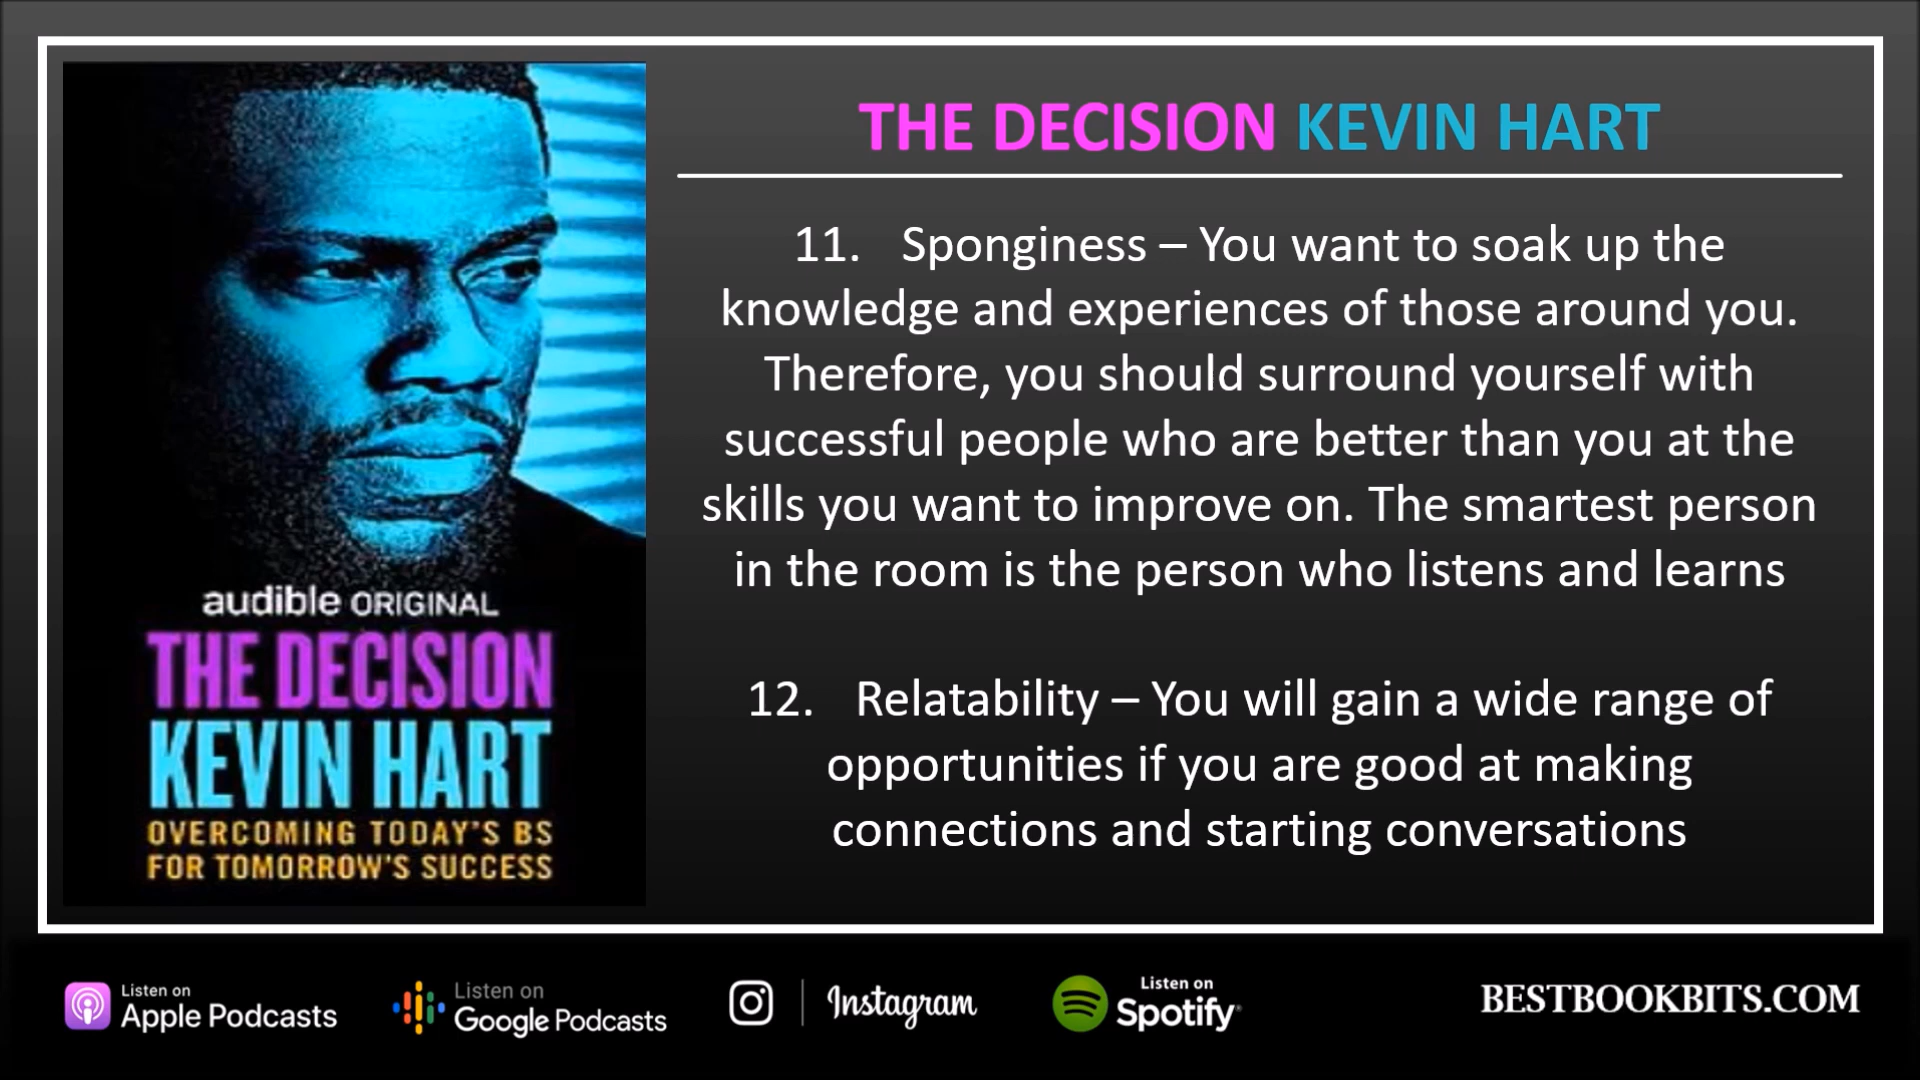 THE DECISION KEVIN HART
11. Sponginess – You want to soak up the
knowledge and experiences of those around you.
Therefore, you should surround yourself with
successful people who are better than you at the
skills you want to improve on. The smartest person
in the room is the person who listens and learns
12. Relatability – You will gain a wide range of
opportunities if you are good at making
connections and starting conversations
audible ORIGINAL
THE DECISION
KEVIN HART
OVERCOMING TODAY'S BS
FOR TOMORROW'S SUCCESS
Listen on
Apple Podcasts
Listen on
Google Podcasts
Instagram
Listen on
Spotify
BESTBOOKBITS.COM